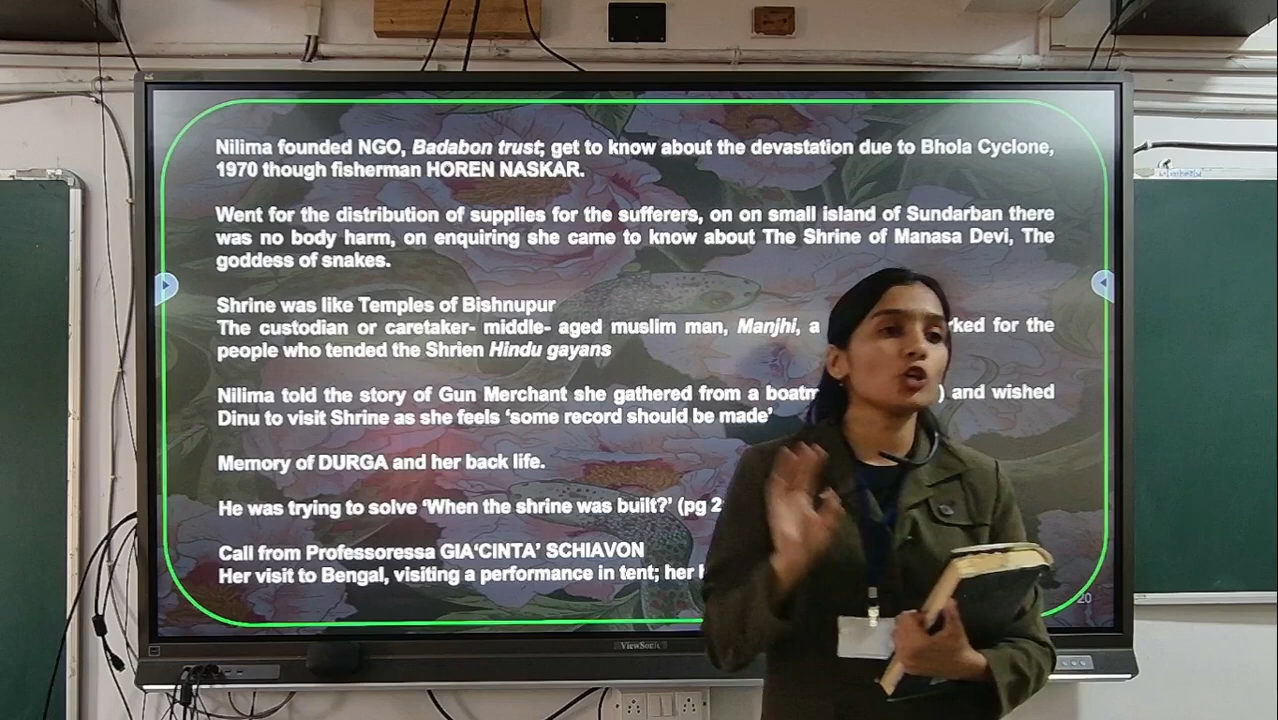 Nilima founded NGO, Badabon trust; get to know about the devastation due to Bhola Cyclone,
1970 though fisherman HOREN NASKAR.
Went for the distribution of supplies for the sufferers, on on small island of Sundarban there
was no body harm, on enquiring she came to know about The Shrine of Manasa Devi, The
goddess of snakes.
Shrine was like Temples of Bishnupur
The custodian or caretaker- middle- aged muslim man, Manjhi, a rked for the
people who tended the Shrien Hindu gayans
Nilima told the story of Gun Merchant she gathered from a boatm ) and wished
Dinu to visit Shrine as she feels ‘some record should be made’
Memory of DURGA and her back life.
He was trying to solve ‘When the shrine was built?’ (pg 2
Call from Professoressa GIA‘CINTA’ SCHIAVON
Her visit to Bengal, visiting a performance in tent; her h
20
ViewSonic